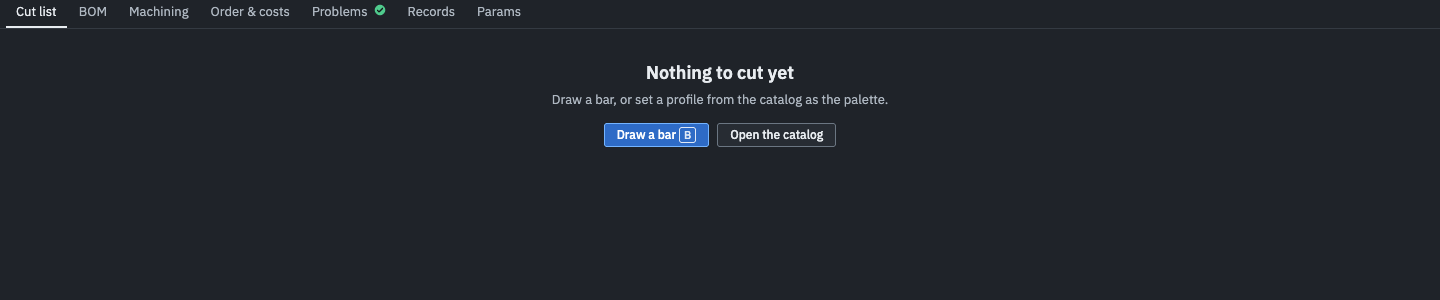 Cut list BOM Machining Order & costs Problems Records Params
Nothing to cut yet
Draw a bar, or set a profile from the catalog as the palette.
Draw a bar B Open the catalog